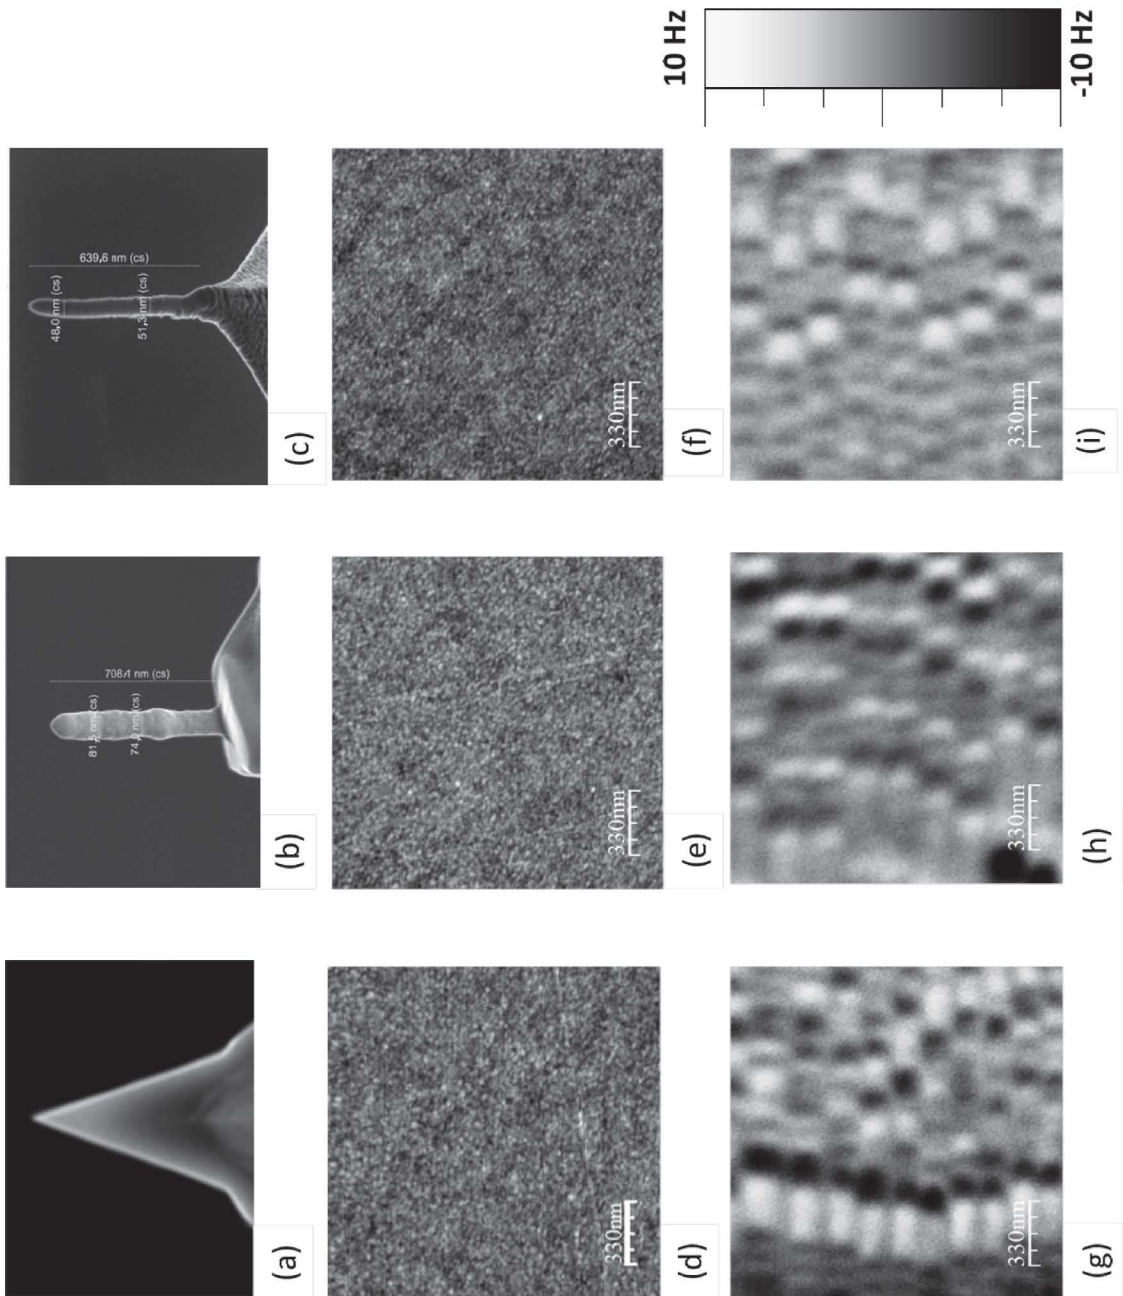 10 Hz
-10 Hz
639,6 nm (cs)
48,0 nm (cs)
51,3 nm (cs)
(c)
708,1 nm (cs)
81,5 nm (cs)
74,0 nm (cs)
(b)
(a)
330nm
(f)
330nm
(e)
330nm
(d)
330nm
(i)
330nm
(h)
330nm
(g)